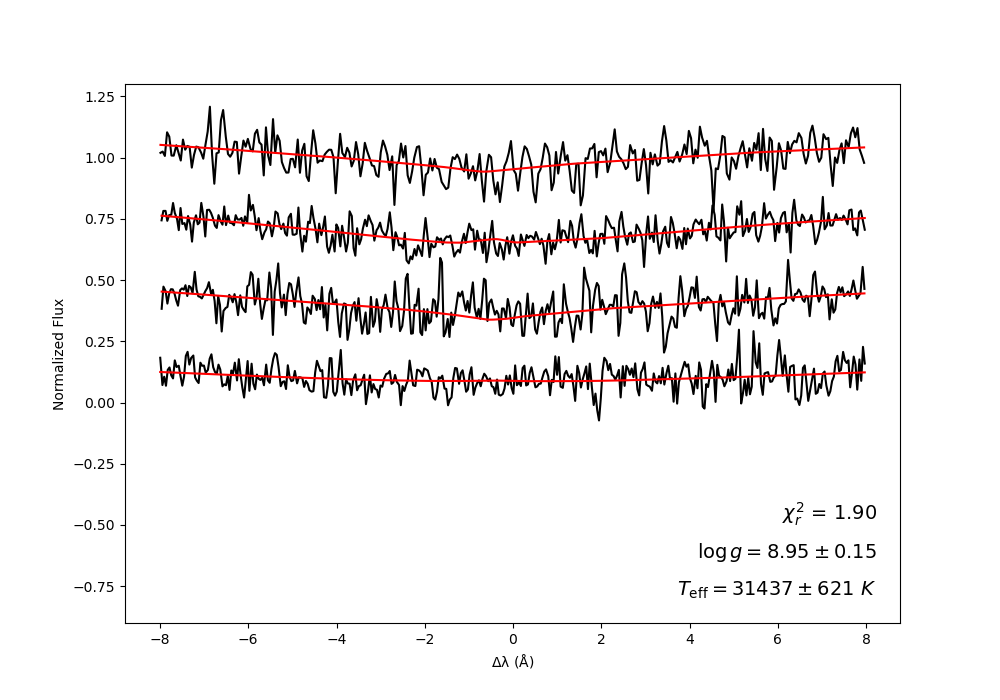 1.25
1.00
0.75
0.50
0.25
0.00
−0.25
−0.50
−0.75
Normalized Flux
χ²ᵣ = 1.90
log g = 8.95 ± 0.15
T_eff = 31437 ± 621 K
−8 −6 −4 −2 0 2 4 6 8
Δλ (Å)